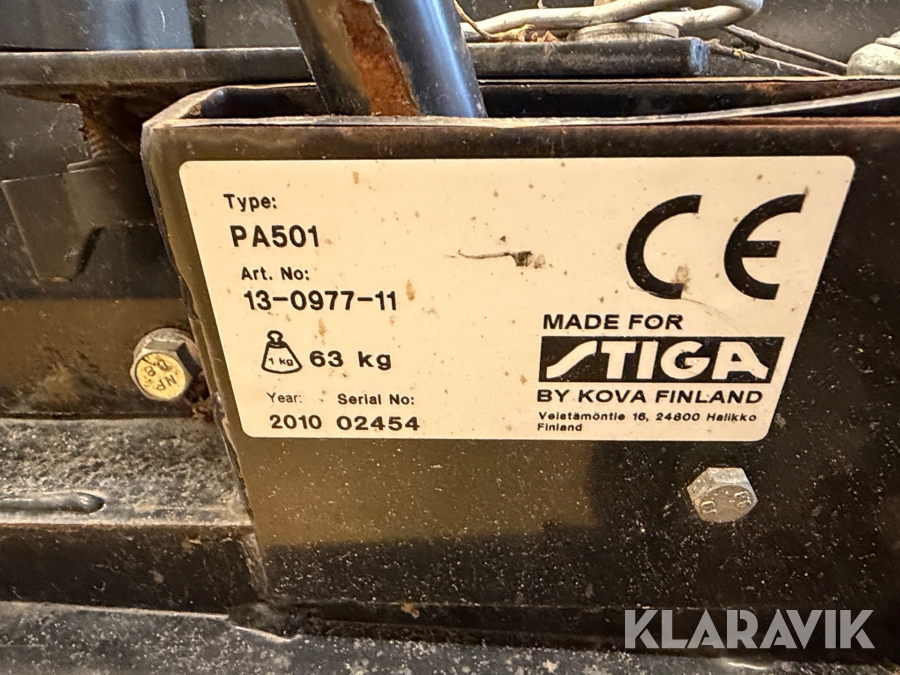 Type:
PA501
Art. No:
13-0977-11
1 kg 63 kg
Year: Serial No:
2010 02454
CE
MADE FOR
STIGA
BY KOVA FINLAND
Veistämöntie 16, 24800 Halikko
Finland
KLARAVIK